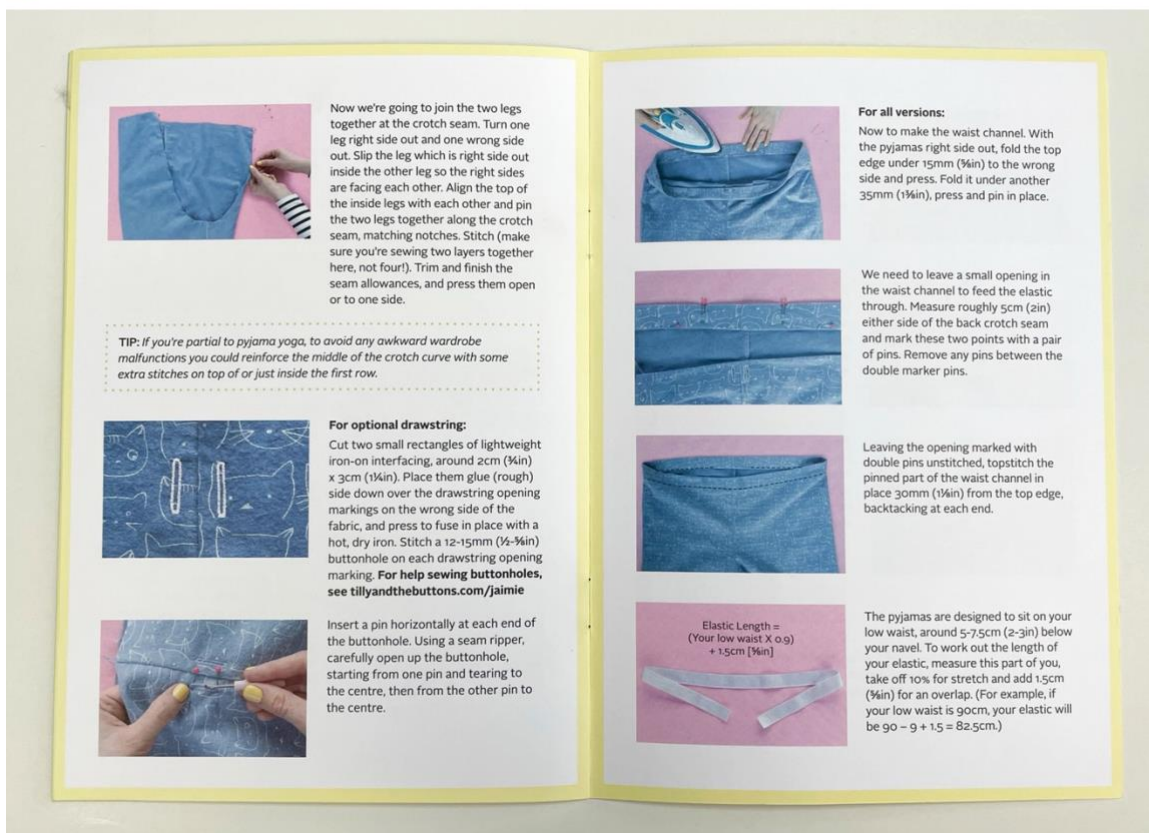 Now we're going to join the two legs
together at the crotch seam. Turn one
leg right side out and one wrong side
out. Slip the leg which is right side out
inside the other leg so the right sides
are facing each other. Align the top of
the inside legs with each other and pin
the two legs together along the crotch
seam, matching notches. Stitch (make
sure you're sewing two layers together
here, not four!). Trim and finish the
seam allowances, and press them open
or to one side.
TIP: If you're partial to pyjama yoga, to avoid any awkward wardrobe
malfunctions you could reinforce the middle of the crotch curve with some
extra stitches on top of or just inside the first row.
For optional drawstring:
Cut two small rectangles of lightweight
iron-on interfacing, around 2cm (¾in)
x 3cm (1¼in). Place them glue (rough)
side down over the drawstring opening
markings on the wrong side of the
fabric, and press to fuse in place with a
hot, dry iron. Stitch a 12-15mm (½-⅝in)
buttonhole on each drawstring opening
marking. For help sewing buttonholes,
see tillyandthebuttons.com/jaimie
Insert a pin horizontally at each end of
the buttonhole. Using a seam ripper,
carefully open up the buttonhole,
starting from one pin and tearing to
the centre, then from the other pin to
the centre.
For all versions:
Now to make the waist channel. With
the pyjamas right side out, fold the top
edge under 15mm (⅝in) to the wrong
side and press. Fold it under another
35mm (1⅜in), press and pin in place.
We need to leave a small opening in
the waist channel to feed the elastic
through. Measure roughly 5cm (2in)
either side of the back crotch seam
and mark these two points with a pair
of pins. Remove any pins between the
double marker pins.
Leaving the opening marked with
double pins unstitched, topstitch the
pinned part of the waist channel in
place 30mm (1⅛in) from the top edge,
backtacking at each end.
Elastic Length =
(Your low waist X 0.9)
+ 1.5cm [⅝in]
The pyjamas are designed to sit on your
low waist, around 5-7.5cm (2-3in) below
your navel. To work out the length of
your elastic, measure this part of you,
take off 10% for stretch and add 1.5cm
(⅝in) for an overlap. (For example, if
your low waist is 90cm, your elastic will
be 90 – 9 + 1.5 = 82.5cm.)